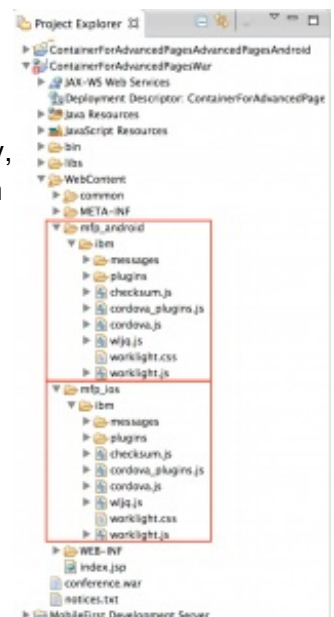 Project Explorer
ContainerForAdvancedPagesAdvancedPagesAndroid
ContainerForAdvancedPagesWar
JAX-WS Web Services
Deployment Descriptor: ContainerForAdvancedPage
Java Resources
JavaScript Resources
bin
libs
WebContent
common
META-INF
mfp_android
ibm
messages
plugins
checksum.js
cordova_plugins.js
cordova.js
wljq.js
worklight.css
worklight.js
mfp_ios
ibm
messages
plugins
checksum.js
cordova_plugins.js
cordova.js
wljq.js
worklight.css
worklight.js
WEB-INF
index.jsp
conference.war
notices.txt
MobileFirst Development Server